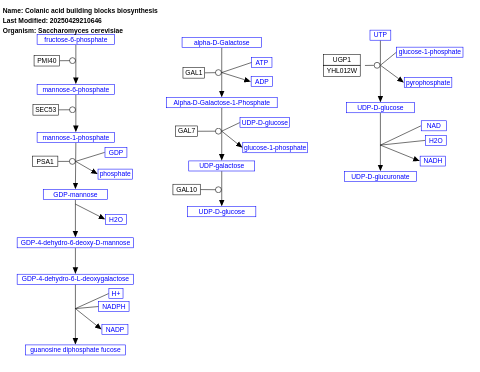 Name: Colanic acid building blocks biosynthesis
Last Modified: 20250429210646
Organism: Saccharomyces cerevisiae
fructose-6-phosphate
PMI40
mannose-6-phosphate
SEC53
mannose-1-phosphate
GDP
PSA1
phosphate
GDP-mannose
H2O
GDP-4-dehydro-6-deoxy-D-mannose
GDP-4-dehydro-6-L-deoxygalactose
H+
NADPH
NADP
guanosine diphosphate fucose
alpha-D-Galactose
ATP
GAL1
ADP
Alpha-D-Galactose-1-Phosphate
UDP-D-glucose
GAL7
glucose-1-phosphate
UDP-galactose
GAL10
UDP-D-glucose
UTP
glucose-1-phosphate
UGP1
YHL012W
pyrophosphate
UDP-D-glucose
NAD
H2O
NADH
UDP-D-glucuronate